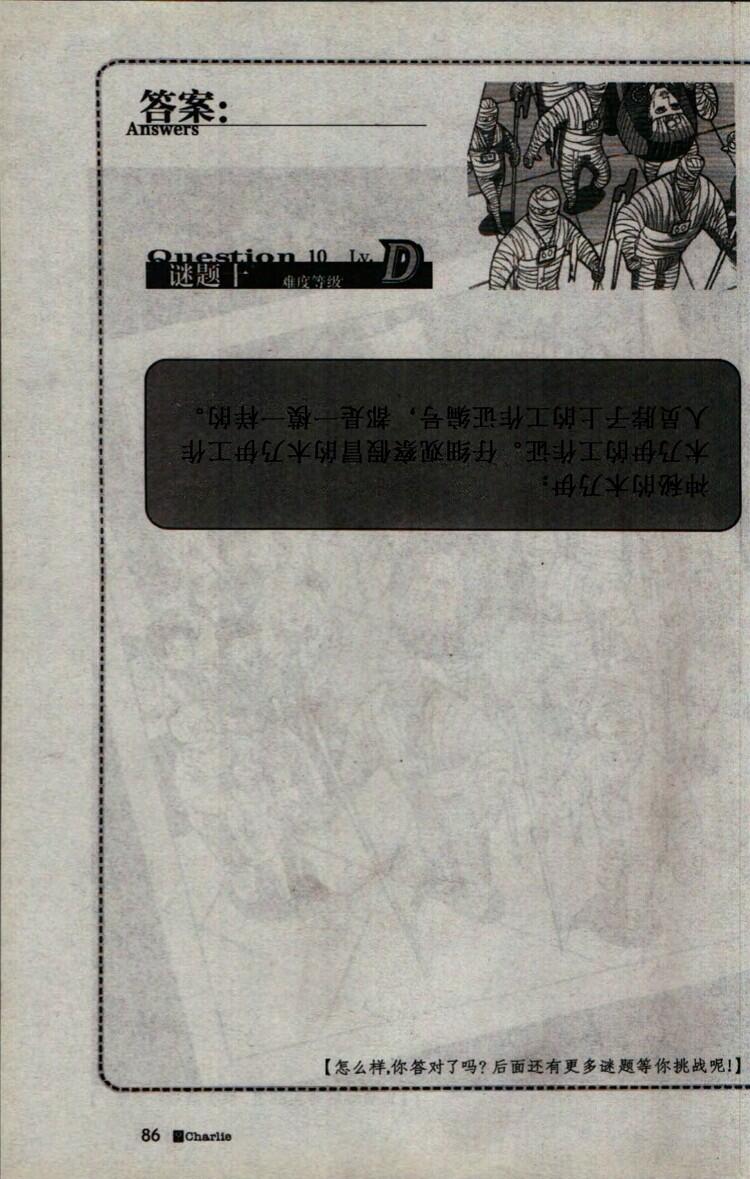 答案：
Answers
Question 10 Lv. D
谜题十 难度等级
神秘的木乃伊：
木乃伊的工作证。仔细观察假冒的木乃伊工作
人员脖子上的工作证编号，都是一模一样的。
【怎么样,你答对了吗？后面还有更多谜题等你挑战呢！】
86 Charlie